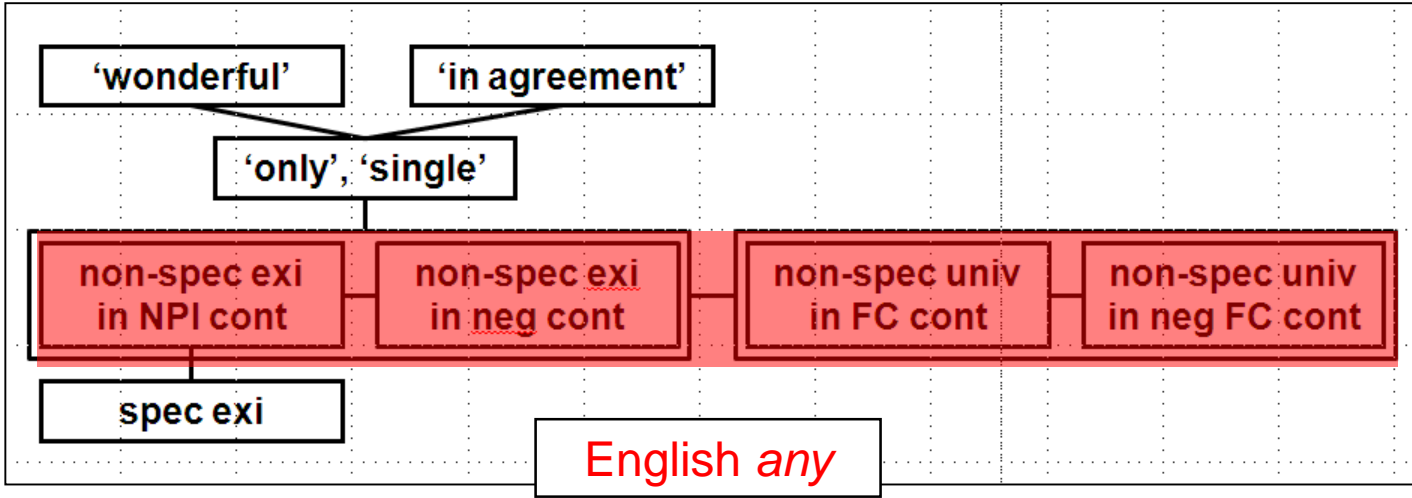 ‘wonderful’ ‘in agreement’
‘only’, ‘single’
non-spec exi non-spec exi non-spec univ non-spec univ
in NPI cont in neg cont in FC cont in neg FC cont
spec exi
English any